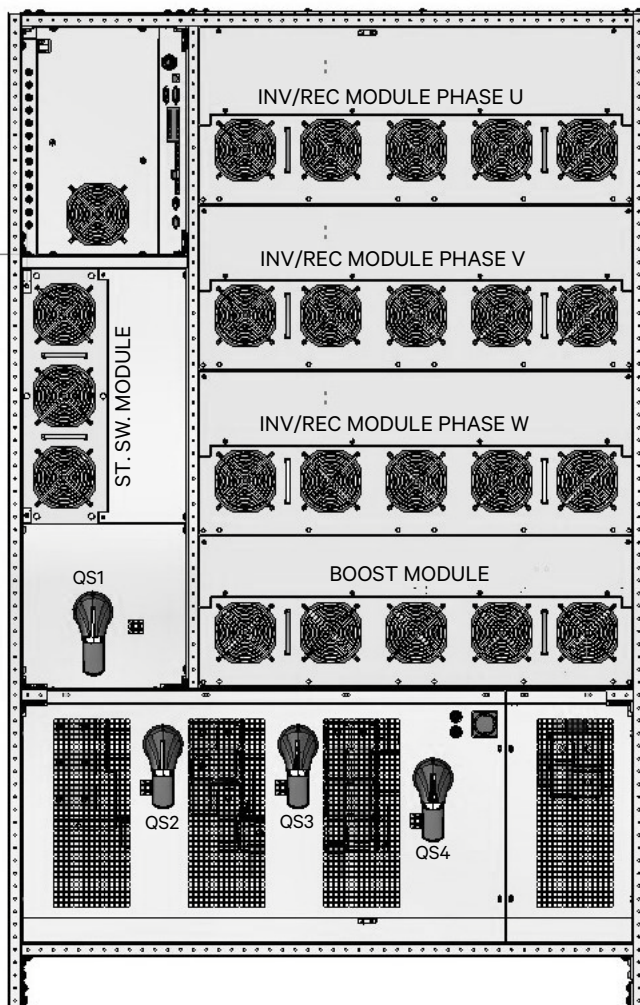 INV/REC MODULE PHASE U
INV/REC MODULE PHASE V
ST. SW. MODULE
INV/REC MODULE PHASE W
BOOST MODULE
QS1
QS2
QS3
QS4